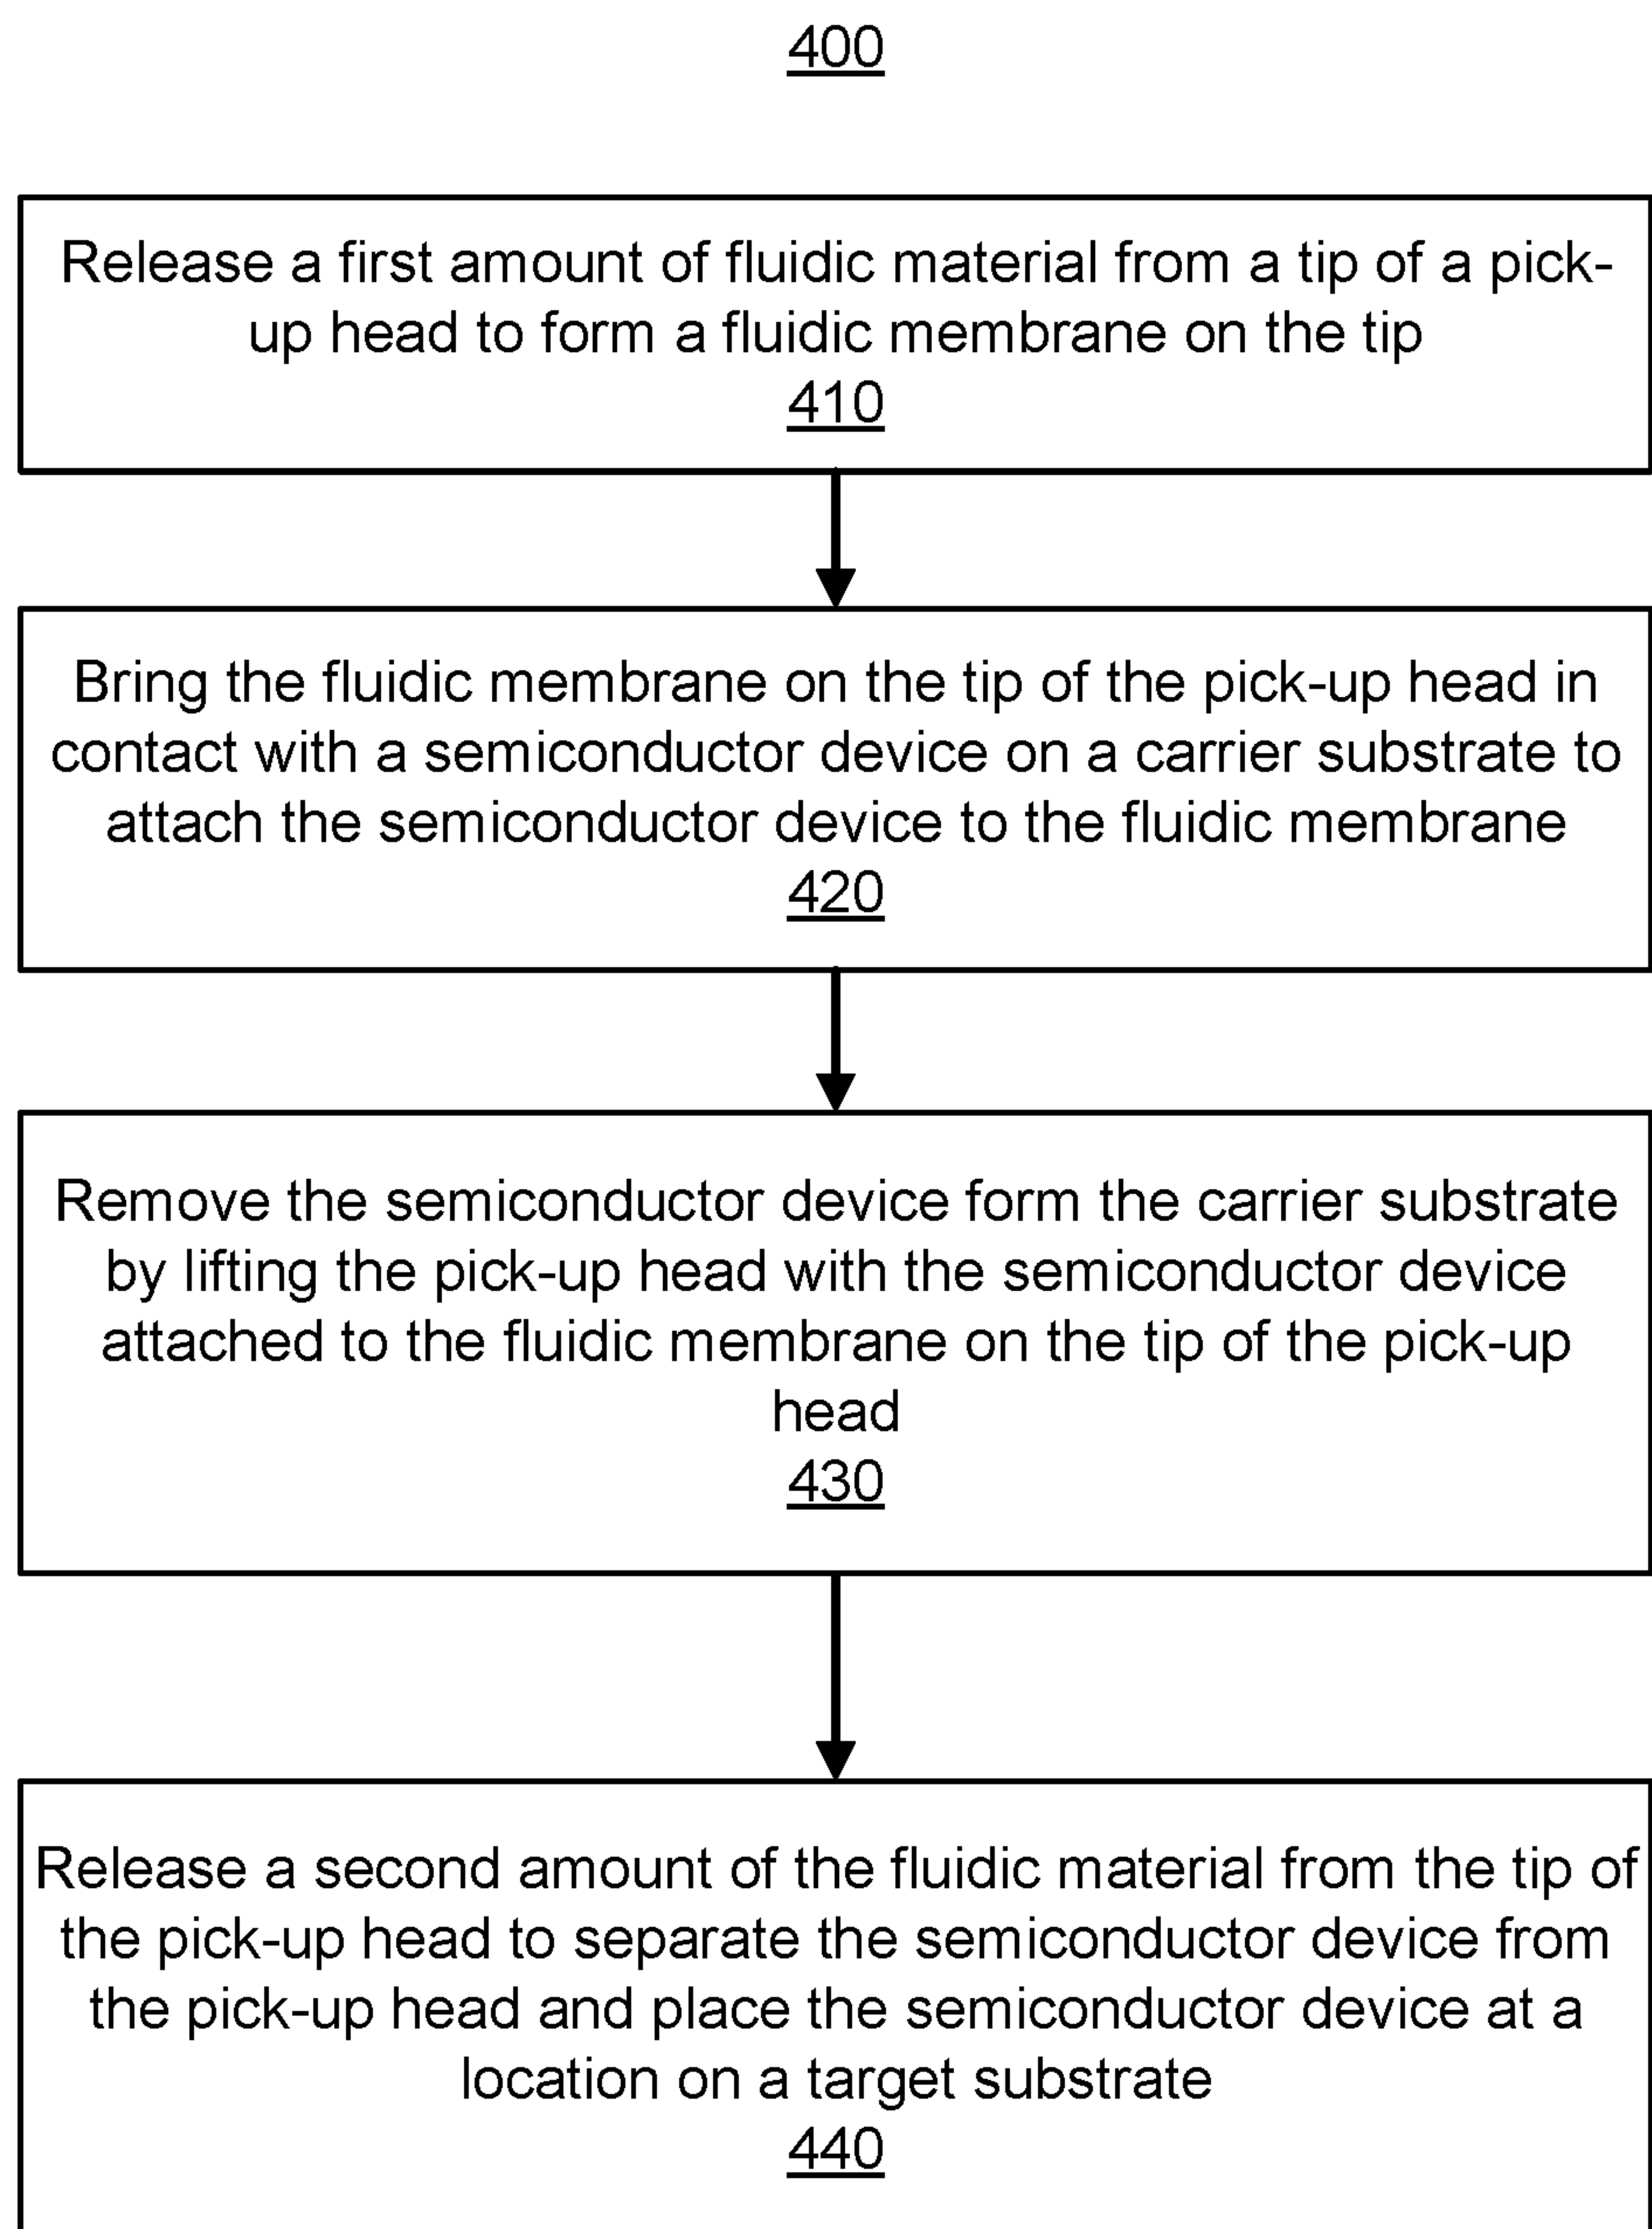 400
Release a first amount of fluidic material from a tip of a pick-
up head to form a fluidic membrane on the tip
410
Bring the fluidic membrane on the tip of the pick-up head in
contact with a semiconductor device on a carrier substrate to
attach the semiconductor device to the fluidic membrane
420
Remove the semiconductor device form the carrier substrate
by lifting the pick-up head with the semiconductor device
attached to the fluidic membrane on the tip of the pick-up
head
430
Release a second amount of the fluidic material from the tip of
the pick-up head to separate the semiconductor device from
the pick-up head and place the semiconductor device at a
location on a target substrate
440